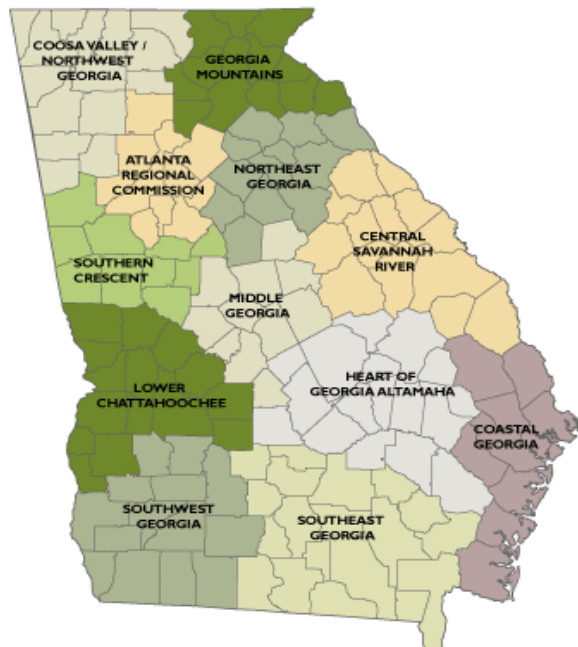 COOSA VALLEY /
NORTHWEST
GEORGIA
GEORGIA
MOUNTAINS
ATLANTA
REGIONAL
COMMISSION
NORTHEAST
GEORGIA
CENTRAL
SAVANNAH
RIVER
SOUTHERN
CRESCENT
MIDDLE
GEORGIA
LOWER
CHATTAHOOCHEE
HEART OF
GEORGIA ALTAMAHA
COASTAL
GEORGIA
SOUTHWEST
GEORGIA
SOUTHEAST
GEORGIA